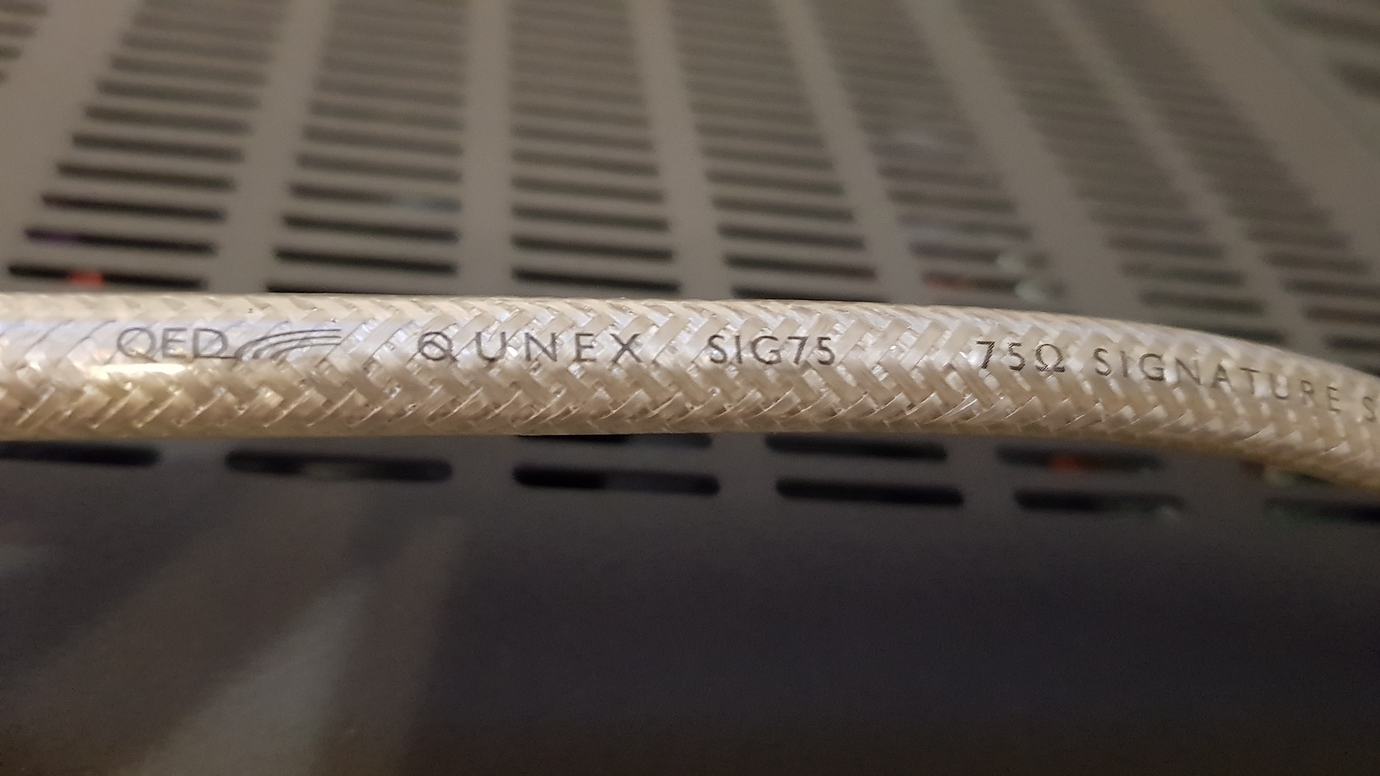 QED QUNEX SIG75 75Ω SIGNATURE S